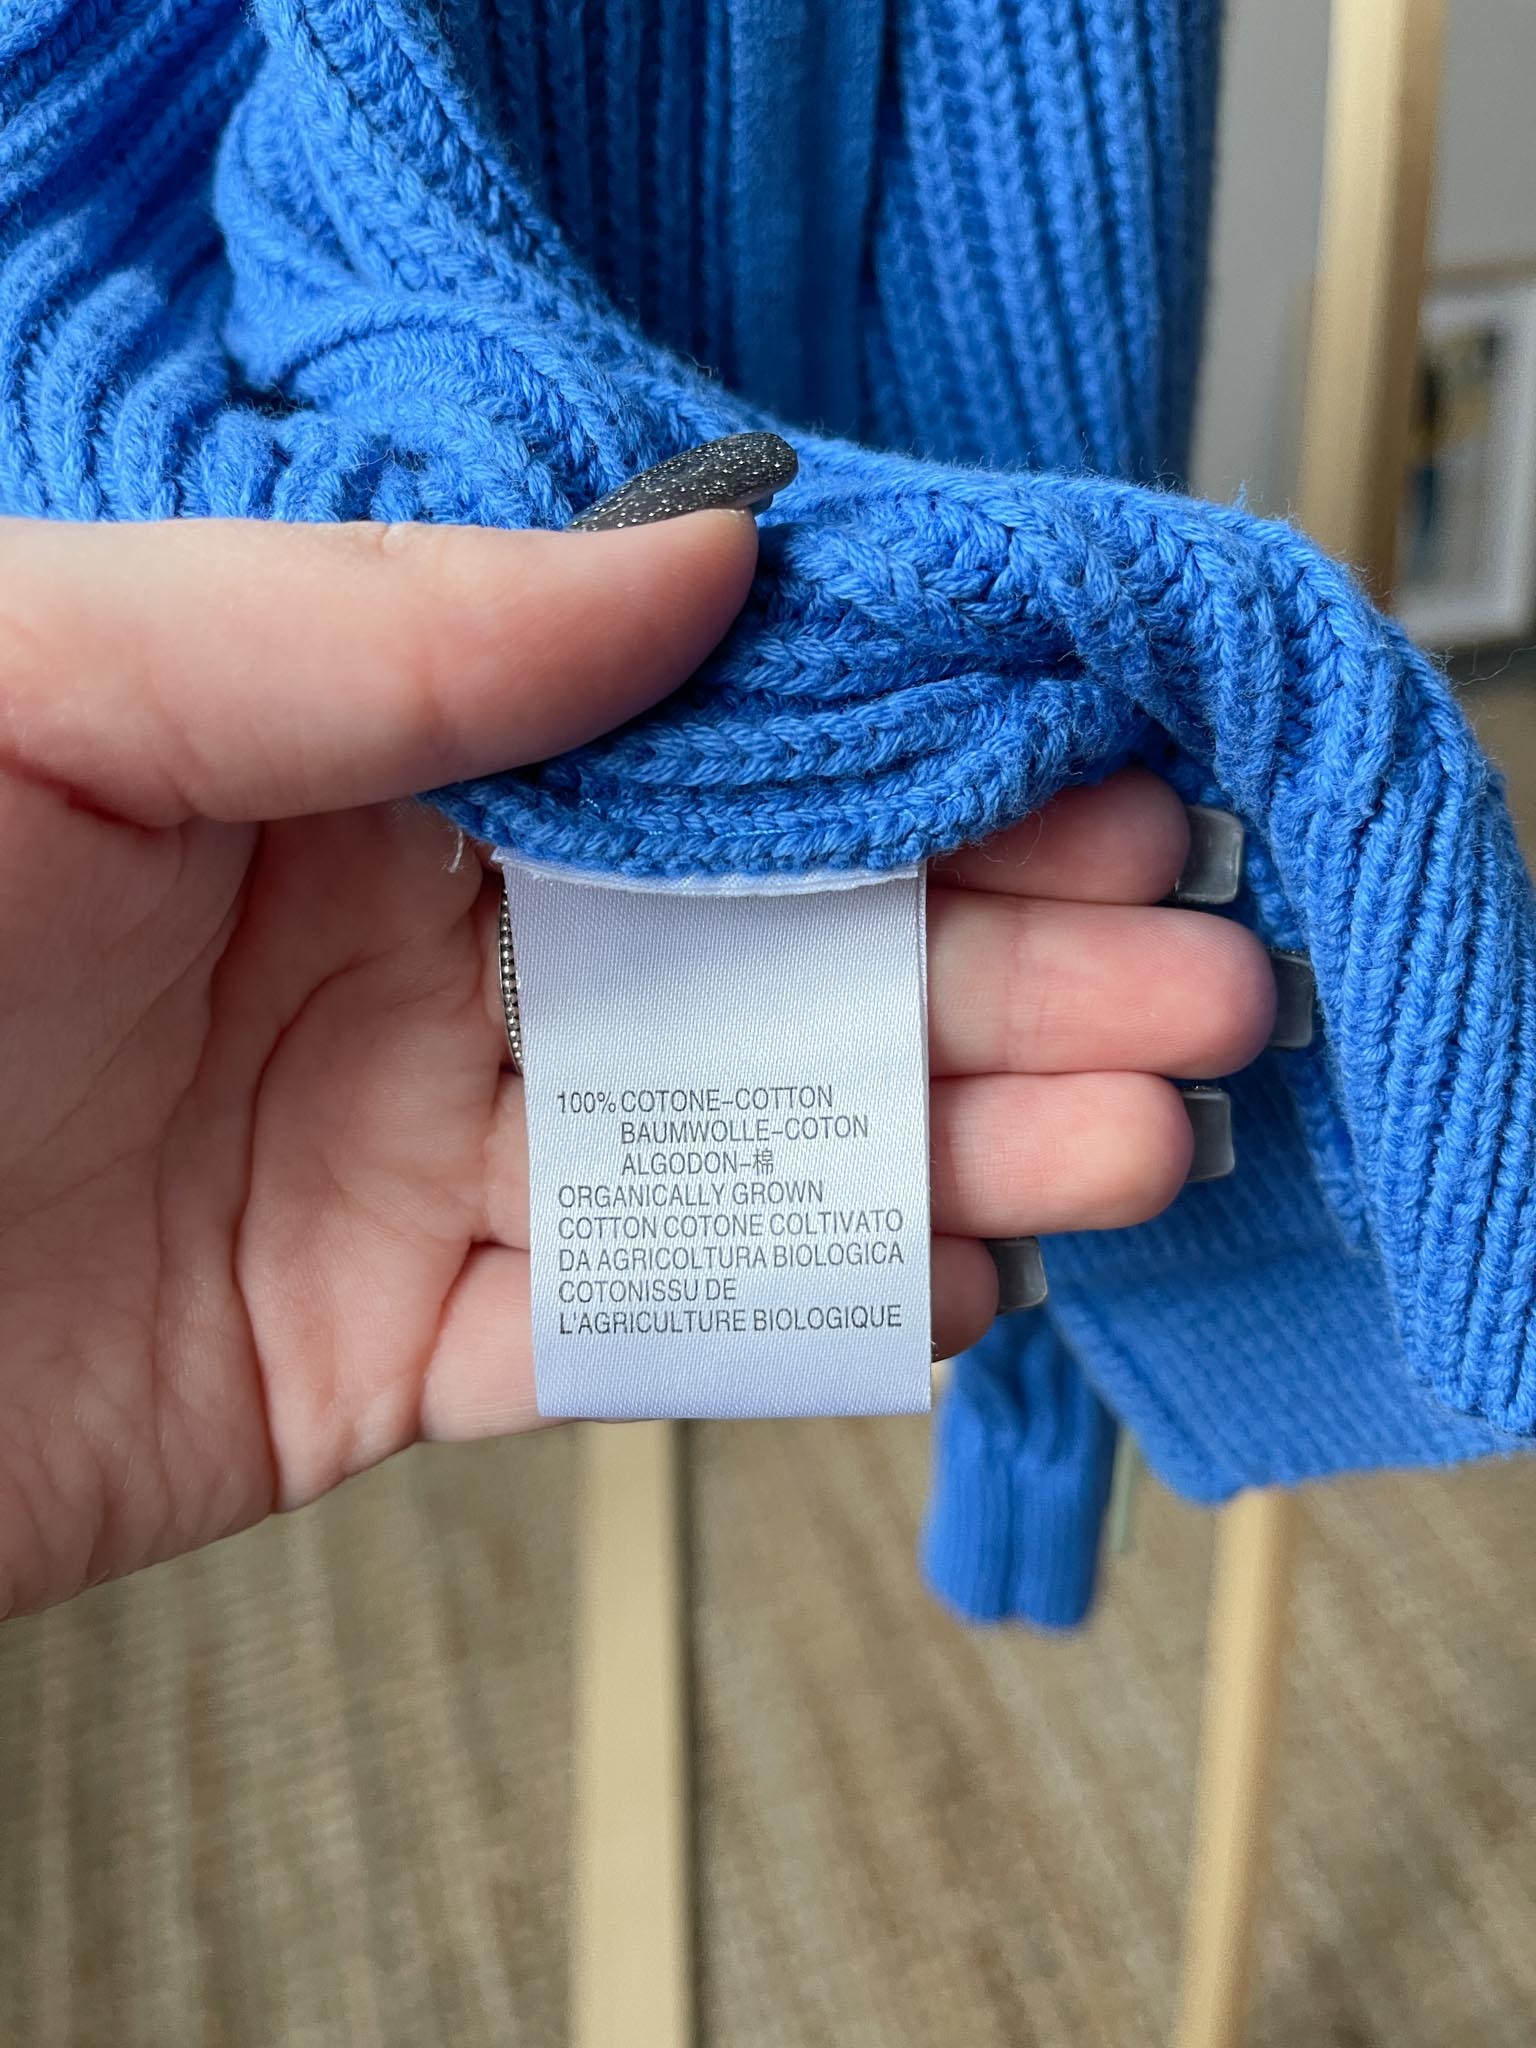 100% COTONE-COTTON
BAUMWOLLE-COTON
ALGODON-棉
ORGANICALLY GROWN
COTTON COTONE COLTIVATO
DA AGRICOLTURA BIOLOGICA
COTONISSU DE
L'AGRICULTURE BIOLOGIQUE